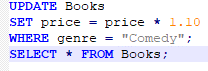 UPDATE Books
SET price = price * 1.10
WHERE genre = "Comedy";
SELECT * FROM Books;